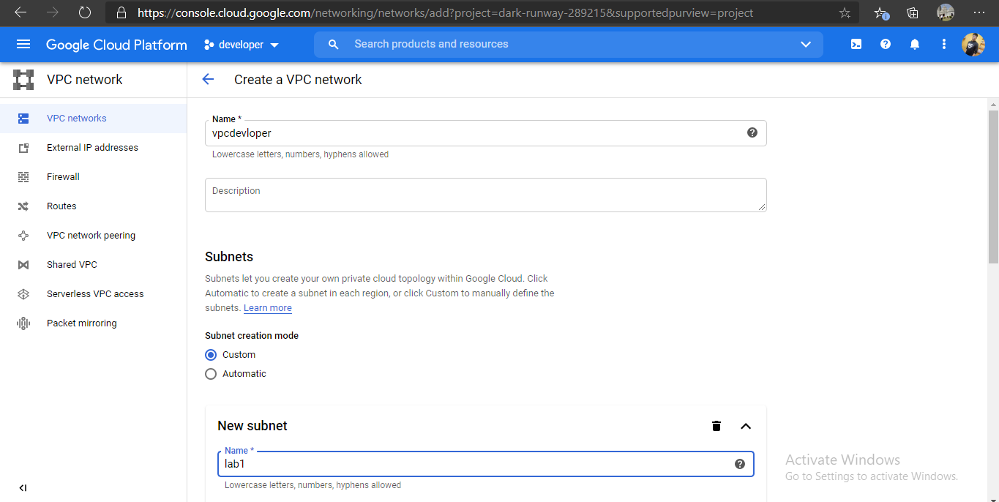 https://console.cloud.google.com/networking/networks/add?project=dark-runway-289215&supportedpurview=project
Google Cloud Platform
developer
Search products and resources
VPC network
Create a VPC network
VPC networks
External IP addresses
Firewall
Routes
VPC network peering
Shared VPC
Serverless VPC access
Packet mirroring
Name *
vpcdevloper
Lowercase letters, numbers, hyphens allowed
Description
Subnets
Subnets let you create your own private cloud topology within Google Cloud. Click
Automatic to create a subnet in each region, or click Custom to manually define the
subnets. Learn more
Subnet creation mode
Custom
Automatic
New subnet
Name *
lab1
Lowercase letters, numbers, hyphens allowed
Activate Windows
Go to Settings to activate Windows.